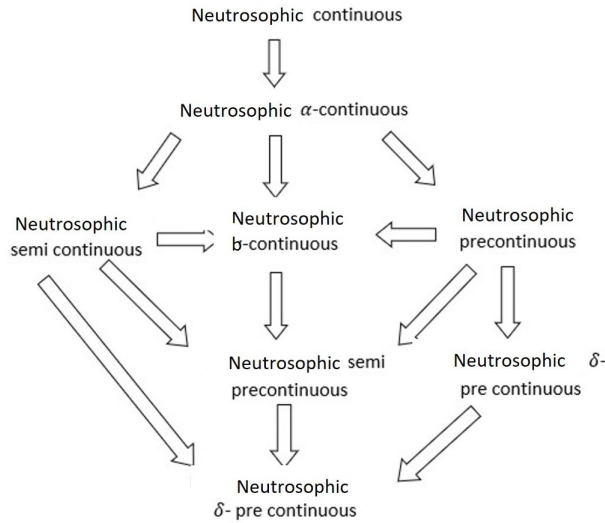 Neutrosophic continuous
Neutrosophic α-continuous
Neutrosophic
semi continuous
Neutrosophic
b-continuous
Neutrosophic
precontinuous
Neutrosophic semi
precontinuous
Neutrosophic δ-
pre continuous
Neutrosophic
δ- pre continuous